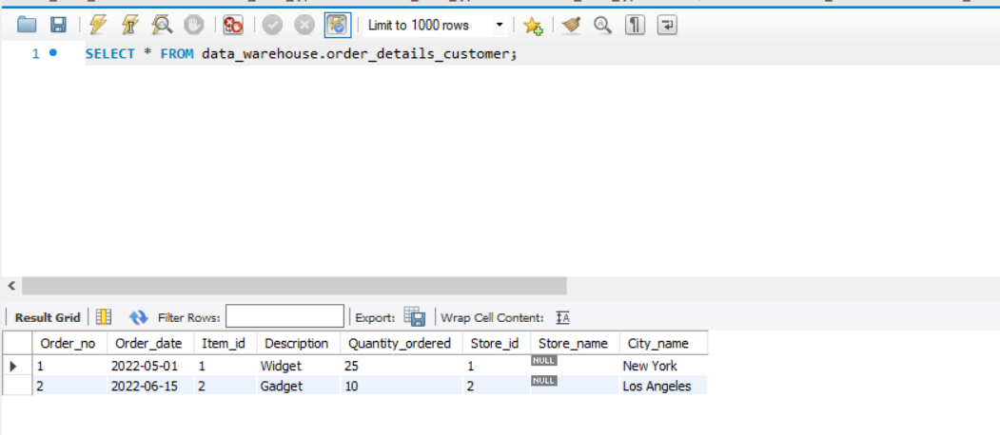 Limit to 1000 rows
1 SELECT * FROM data_warehouse.order_details_customer;
Result Grid Filter Rows: Export: Wrap Cell Content: IA
Order_no Order_date Item_id Description Quantity_ordered Store_id Store_name City_name
1 2022-05-01 1 Widget 25 1 NULL New York
2 2022-06-15 2 Gadget 10 2 NULL Los Angeles